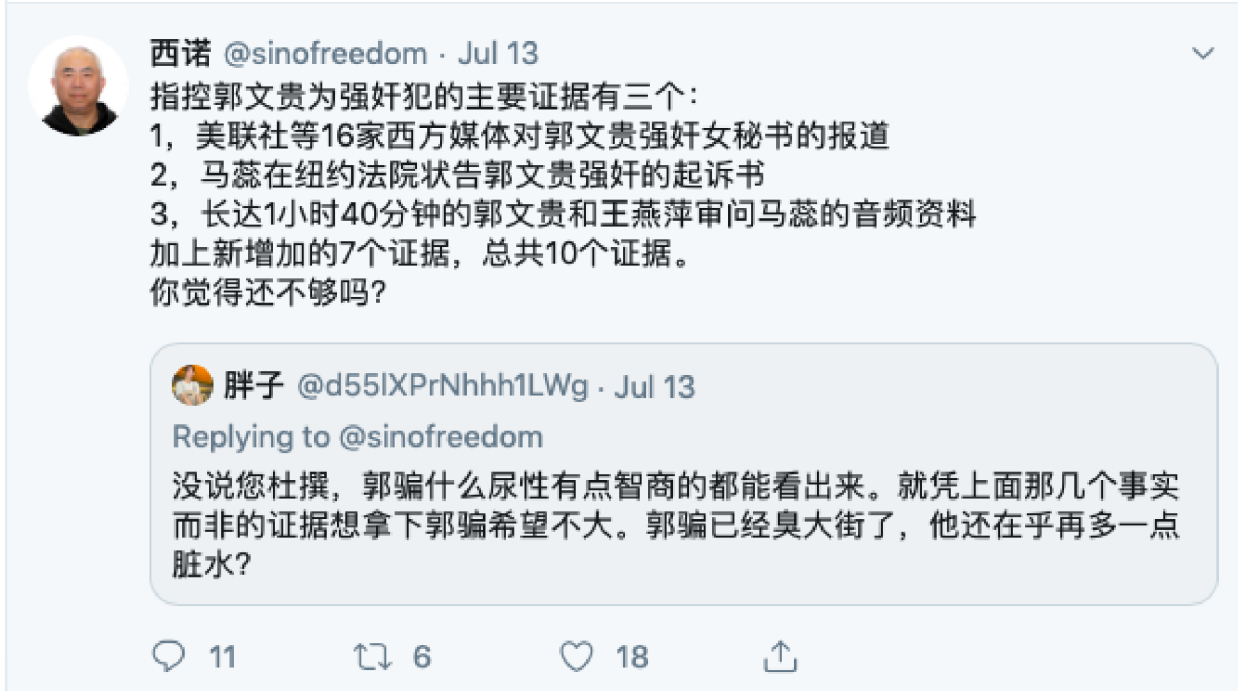 西诺 @sinofreedom · Jul 13
指控郭文贵为强奸犯的主要证据有三个：
1，美联社等16家西方媒体对郭文贵强奸女秘书的报道
2，马蕊在纽约法院状告郭文贵强奸的起诉书
3，长达1小时40分钟的郭文贵和王燕萍审问马蕊的音频资料
加上新增加的7个证据，总共10个证据。
你觉得还不够吗？
胖子 @d55lXPrNhhh1LWg · Jul 13
Replying to @sinofreedom
没说您杜撰，郭骗什么尿性有点智商的都能看出来。就凭上面那几个事实
而非的证据想拿下郭骗希望不大。郭骗已经臭大街了，他还在乎再多一点
脏水？
11 6 18